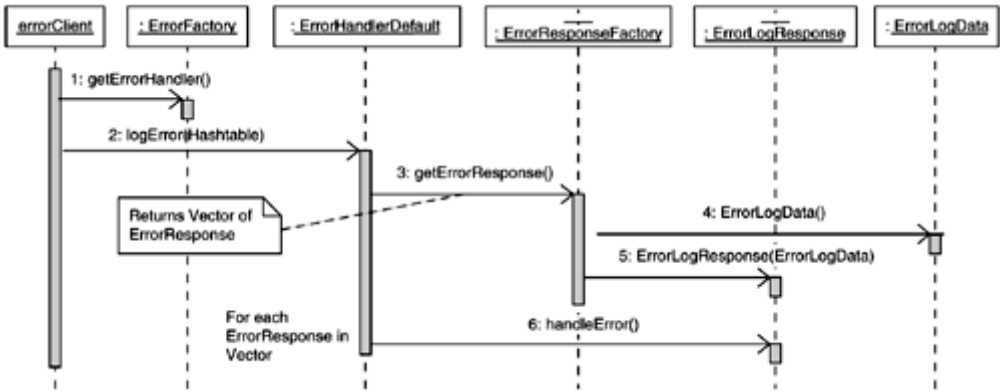 errorClient
: ErrorFactory
: ErrorHandlerDefault
: ErrorResponseFactory
: ErrorLogResponse
: ErrorLogData
1: getErrorHandler()
2: logError(Hashtable)
3: getErrorResponse()
Returns Vector of
ErrorResponse
4: ErrorLogData()
5: ErrorLogResponse(ErrorLogData)
For each
ErrorResponse in
Vector
6: handleError()